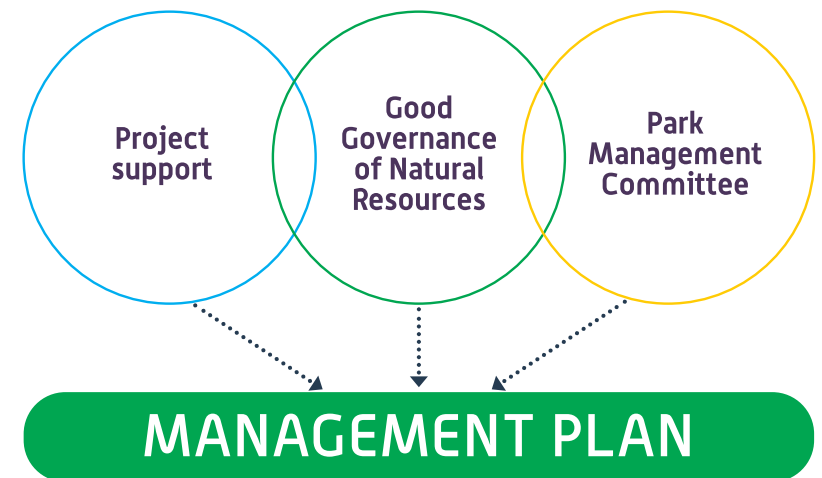 Project
support
Good
Governance
of Natural
Resources
Park
Management
Committee
MANAGEMENT PLAN